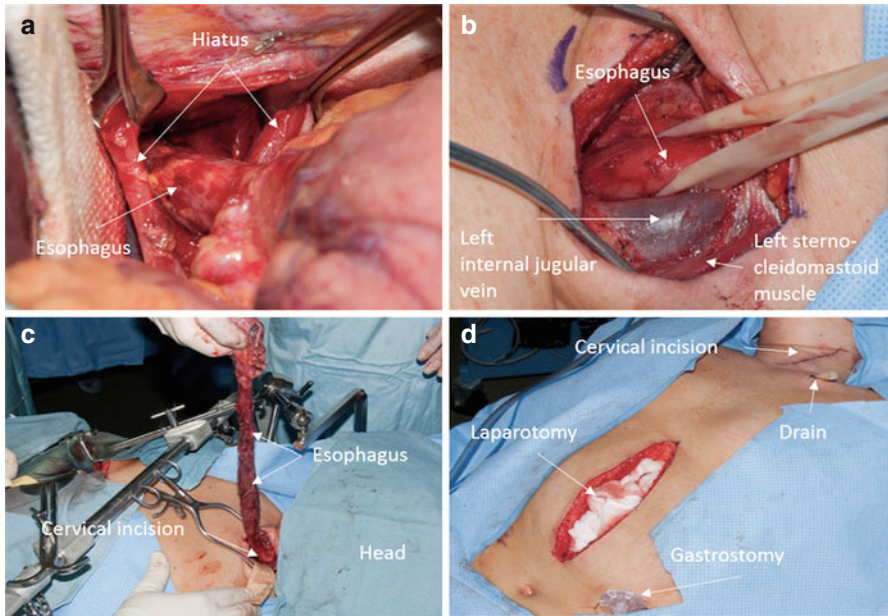 a
Hiatus
Esophagus
b
Esophagus
Left
internal jugular
vein
Left sterno-
cleidomastoid
muscle
c
Esophagus
Cervical incision
Head
d
Cervical incision
Laparotomy
Drain
Gastrostomy